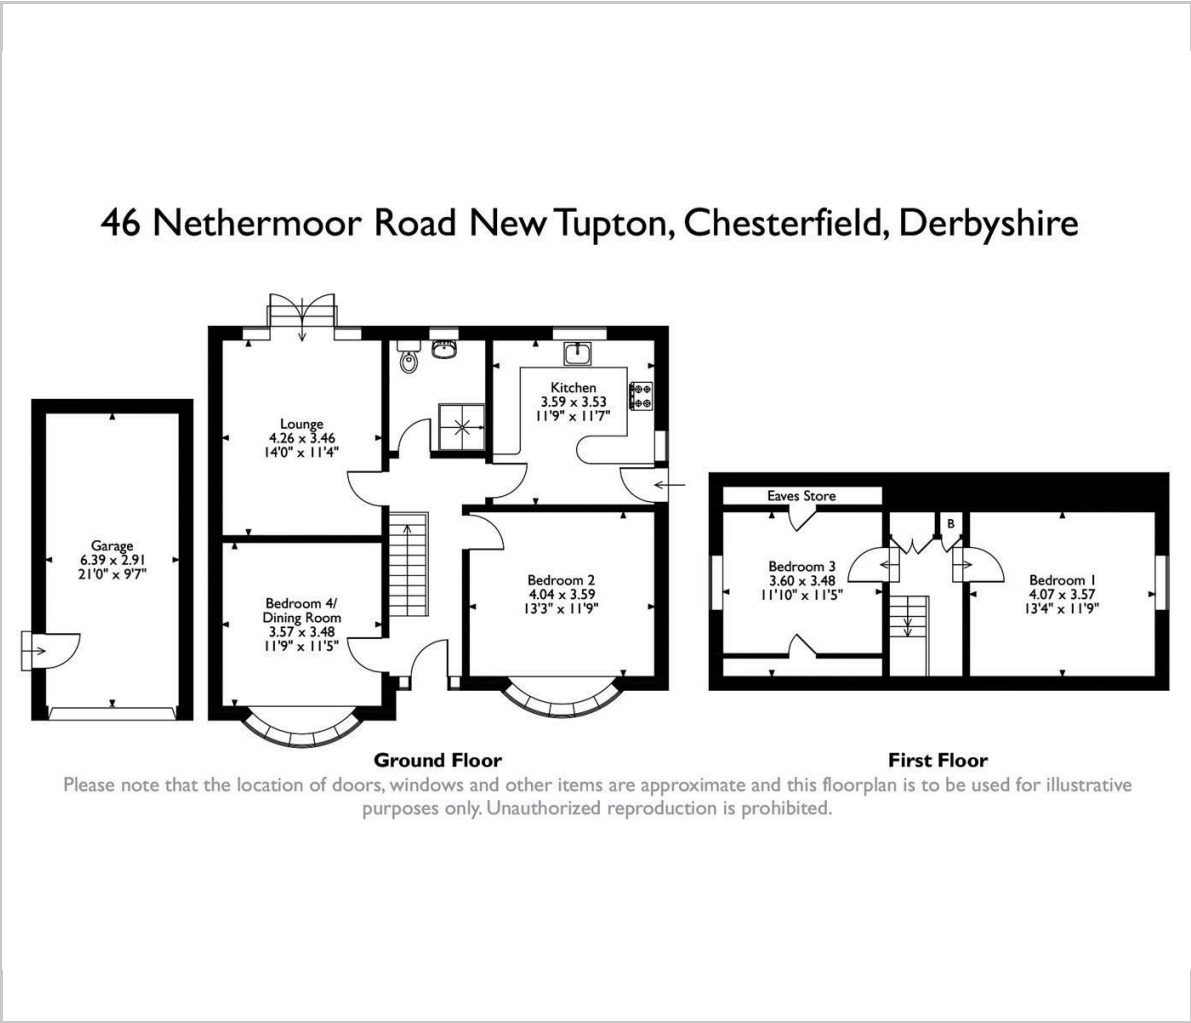 46 Nethermoor Road New Tupton, Chesterfield, Derbyshire
Lounge
4.26 x 3.46
14'0" x 11'4"
Kitchen
3.59 x 3.53
11'9" x 11'7"
Garage
6.39 x 2.91
21'0" x 9'7"
Bedroom 4/
Dining Room
3.57 x 3.48
11'9" x 11'5"
Bedroom 2
4.04 x 3.59
13'3" x 11'9"
Eaves Store
B
Bedroom 3
3.60 x 3.48
11'10" x 11'5"
Bedroom 1
4.07 x 3.57
13'4" x 11'9"
Ground Floor
First Floor
Please note that the location of doors, windows and other items are approximate and this floorplan is to be used for illustrative
purposes only. Unauthorized reproduction is prohibited.